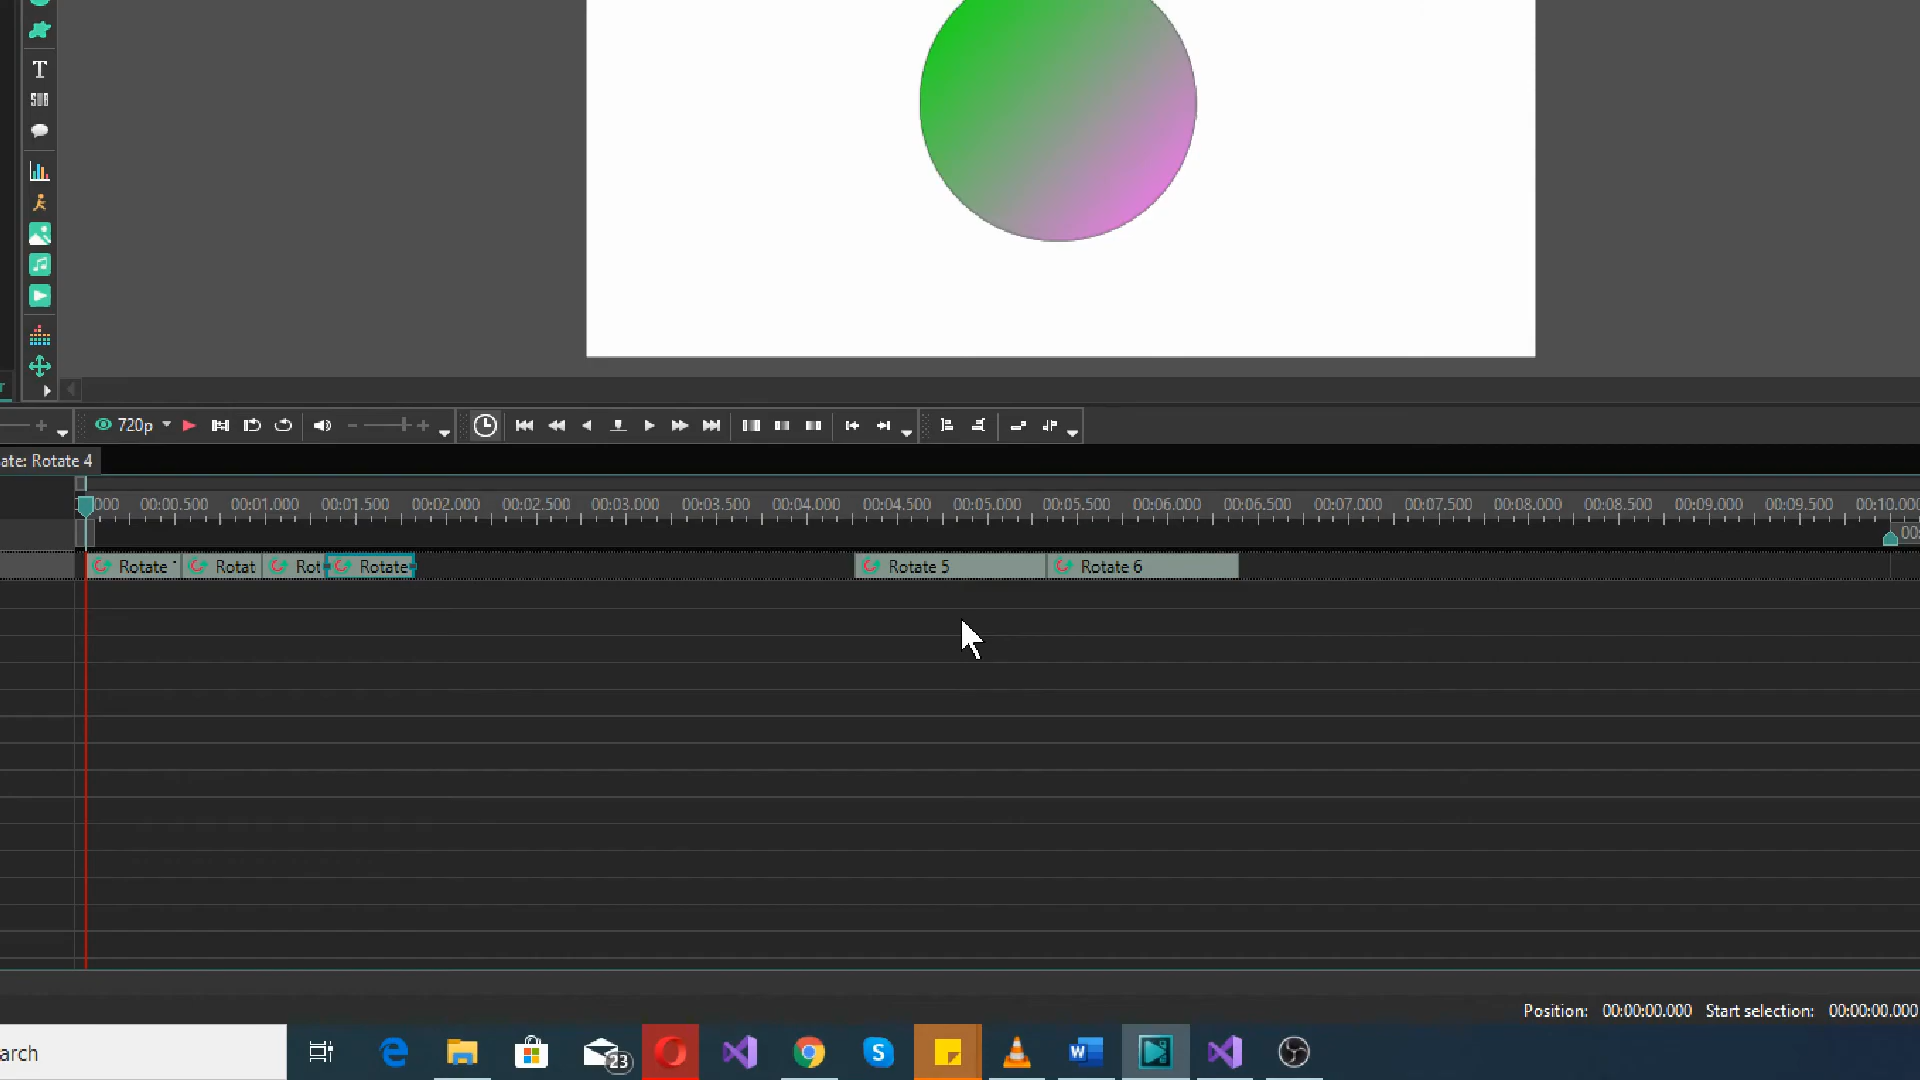 T
SUB
720p
ate: Rotate 4
000 00:00.500 00:01.000 00:01.500 00:02.000 00:02.500 00:03.000 00:03.500 00:04.000 00:04.500 00:05.000 00:05.500 00:06.000 00:06.500 00:07.000 00:07.500 00:08.000 00:08.500 00:09.000 00:09.500 00:10.000
00:
Rotate Rotat Rot Rotate Rotate 5 Rotate 6
Position: 00:00:00.000 Start selection: 00:00:00.000
arch 23